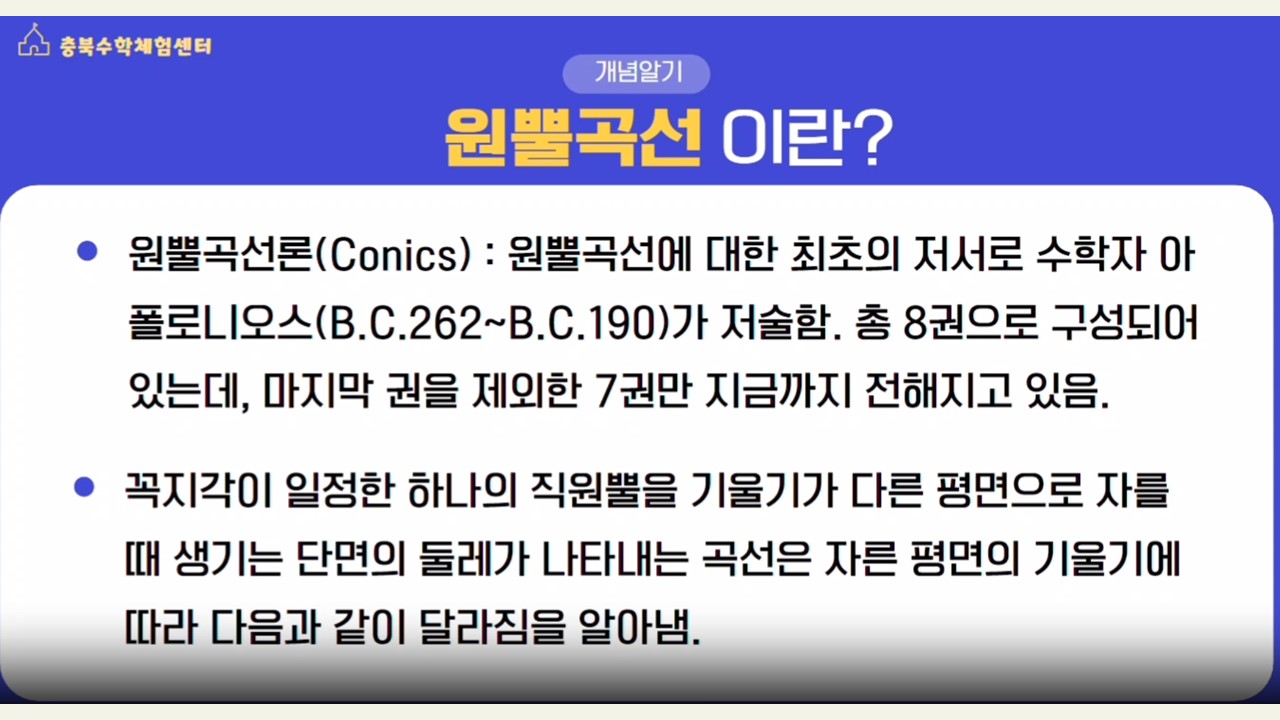 충북수학체험센터
개념알기
원뿔곡선 이란?
원뿔곡선론(Conics) : 원뿔곡선에 대한 최초의 저서로 수학자 아
폴로니오스(B.C.262~B.C.190)가 저술함. 총 8권으로 구성되어
있는데, 마지막 권을 제외한 7권만 지금까지 전해지고 있음.
꼭지각이 일정한 하나의 직원뿔을 기울기가 다른 평면으로 자를
때 생기는 단면의 둘레가 나타내는 곡선은 자른 평면의 기울기에
따라 다음과 같이 달라짐을 알아냄.